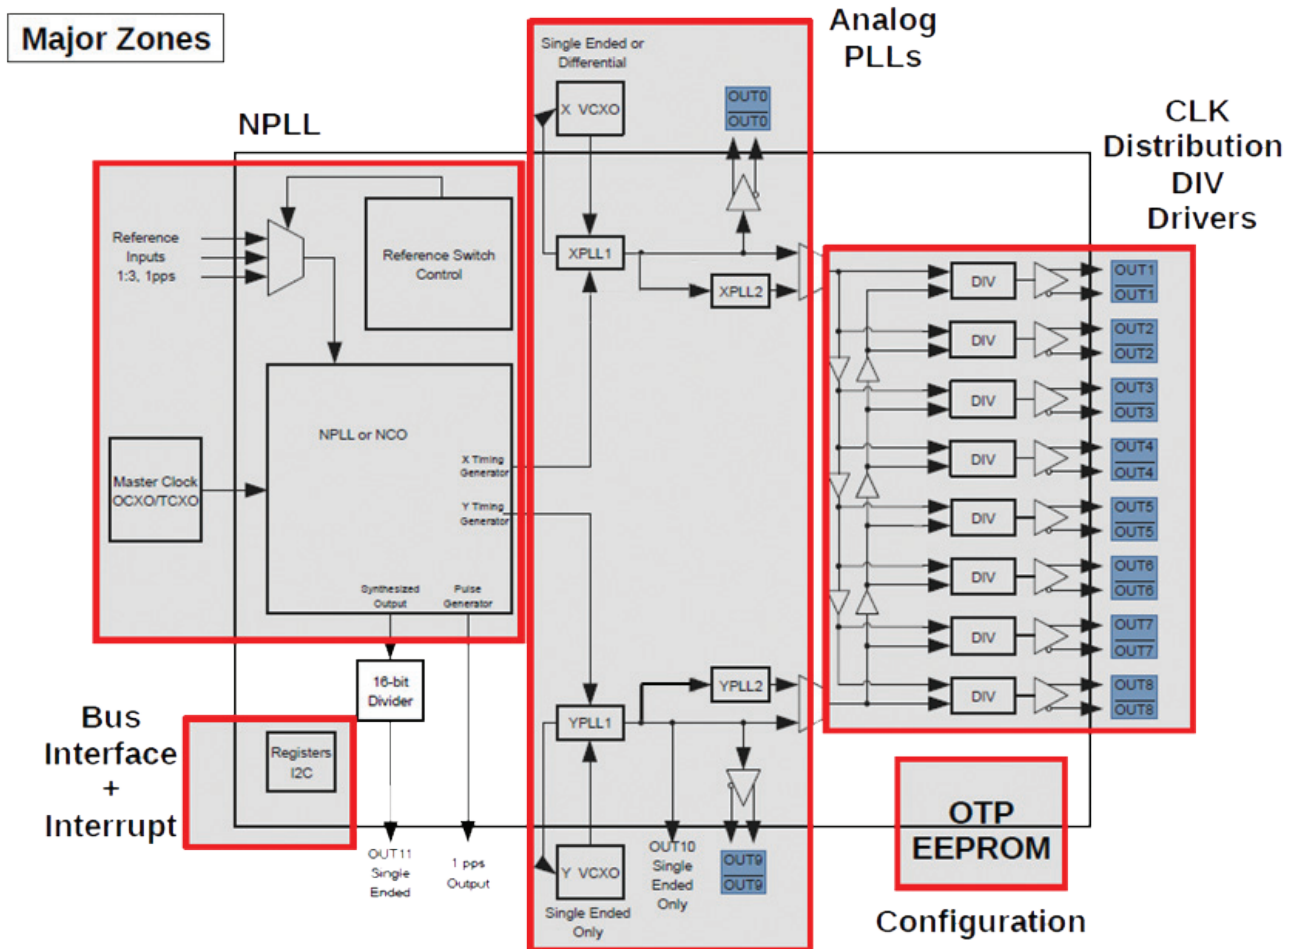 Major Zones
Analog
PLLs
Single Ended or
Differential
X VCXO
OUT0
OUT0
CLK
Distribution
DIV
Drivers
NPLL
Reference
Inputs
1:3, 1pps
Reference Switch
Control
XPLL1
XPLL2
NPLL or NCO
X Timing
Generator
Y Timing
Generator
Master Clock
OCXO/TCXO
Synthesized
Output
Pulse
Generator
DIV
OUT1
OUT1
DIV
OUT2
OUT2
DIV
OUT3
OUT3
DIV
OUT4
OUT4
DIV
OUT5
OUT5
DIV
OUT6
OUT6
DIV
OUT7
OUT7
DIV
OUT8
OUT8
16-bit
Divider
YPLL2
YPLL1
Bus
Interface
+
Interrupt
Registers
I2C
OUT11
Single
Ended
1 pps
Output
Y VCXO
Single Ended
Only
OUT10
Single
Ended
Only
OUT9
OUT9
OTP
EEPROM
Configuration